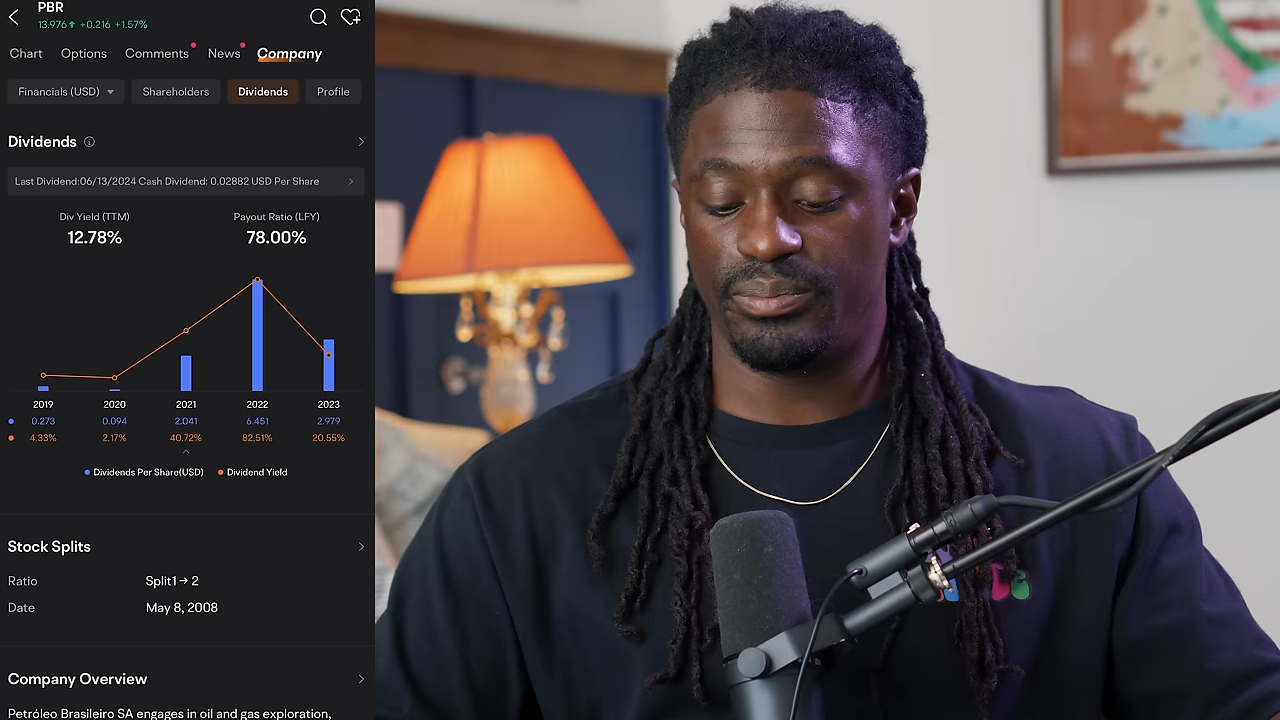 PBR
13.976 +0.216 +1.57%
Chart Options Comments News Company
Financials (USD) Shareholders Dividends Profile
Dividends
Last Dividend:06/13/2024 Cash Dividend: 0.02882 USD Per Share
Div Yield (TTM) Payout Ratio (LFY)
12.78% 78.00%
2019 2020 2021 2022 2023
0.273 0.094 2.041 6.451 2.979
4.33% 2.17% 40.72% 82.51% 20.55%
Dividends Per Share(USD) Dividend Yield
Stock Splits
Ratio Split1→2
Date May 8, 2008
Company Overview
Petróleo Brasileiro SA engages in oil and gas exploration,